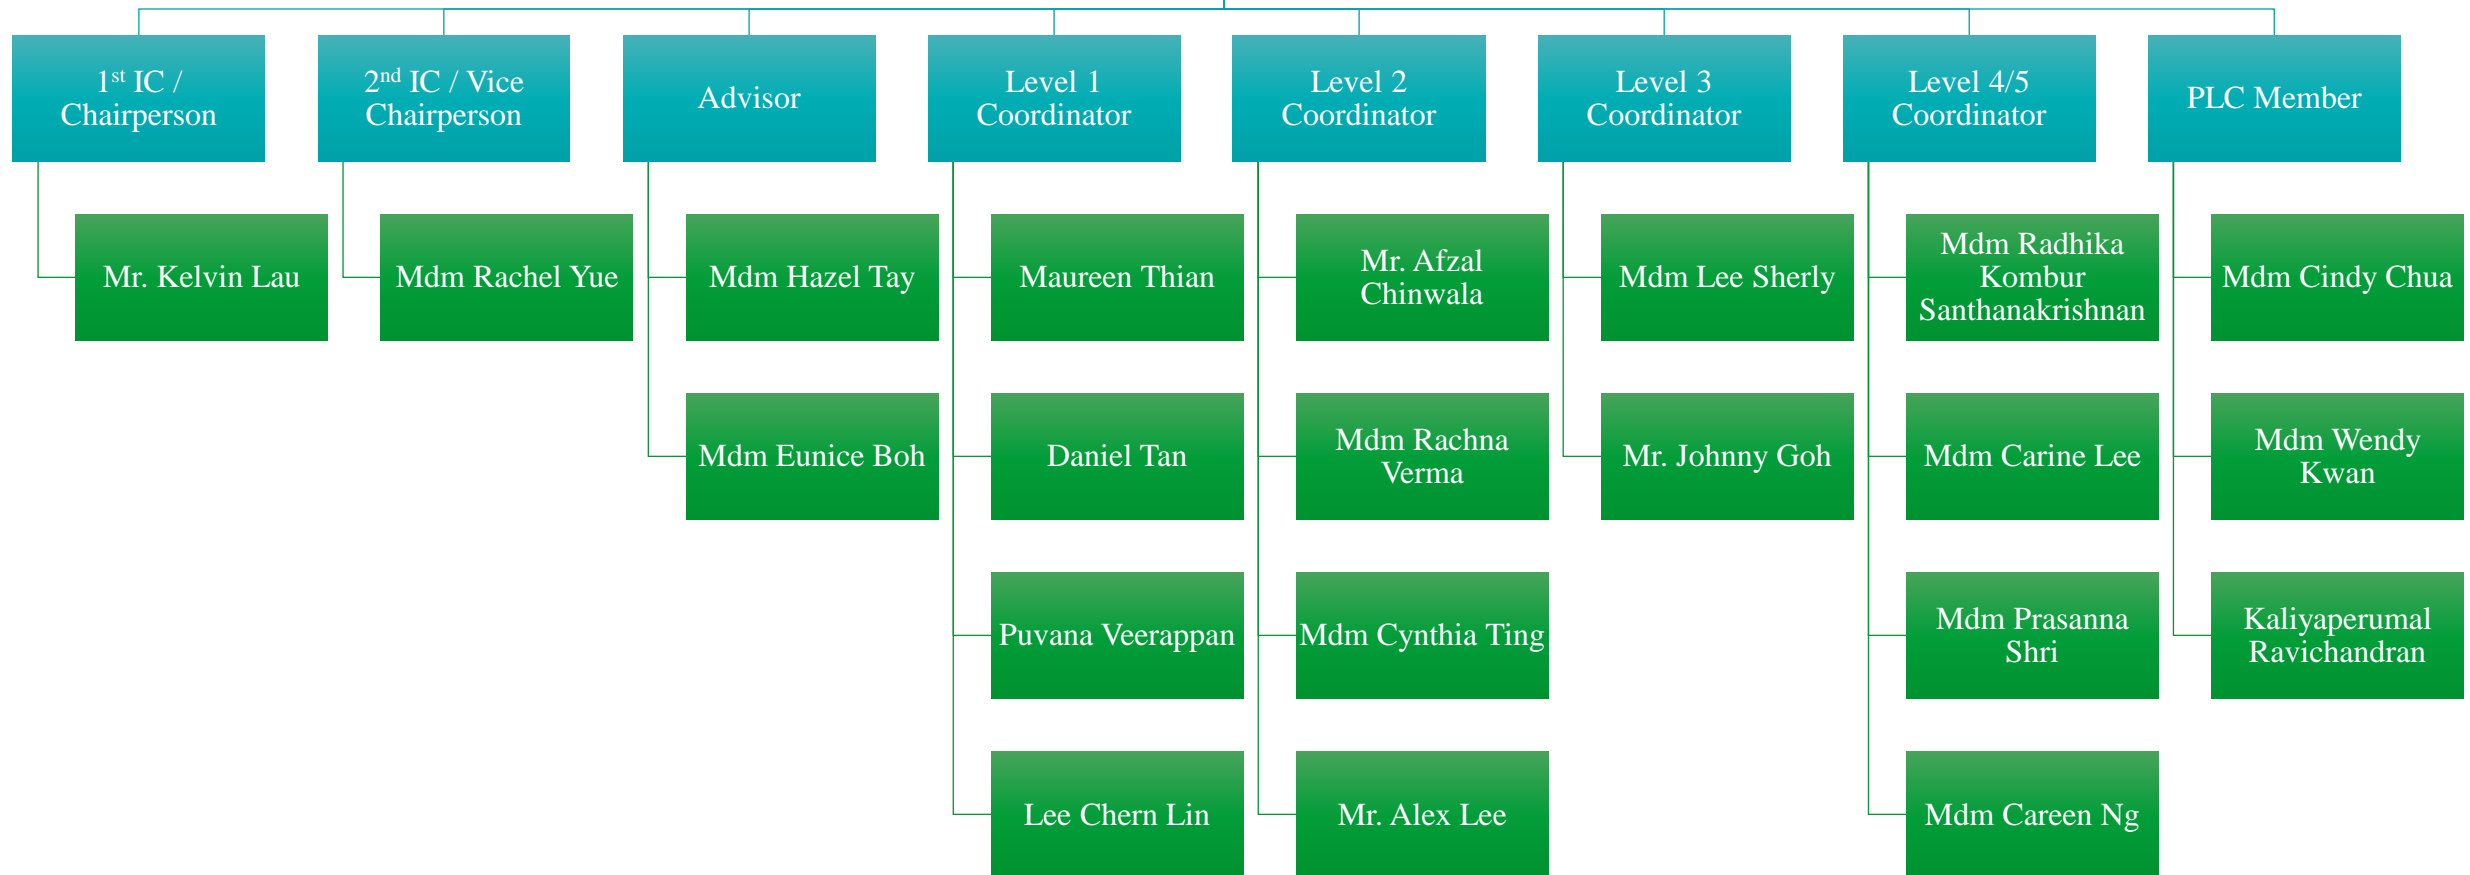 1st IC /
Chairperson
2nd IC / Vice
Chairperson
Advisor
Level 1
Coordinator
Level 2
Coordinator
Level 3
Coordinator
Level 4/5
Coordinator
PLC Member
Mr. Kelvin Lau
Mdm Rachel Yue
Mdm Hazel Tay
Mdm Eunice Boh
Maureen Thian
Daniel Tan
Puvana Veerappan
Lee Chern Lin
Mr. Afzal
Chinwala
Mdm Rachna
Verma
Mdm Cynthia Ting
Mr. Alex Lee
Mdm Lee Sherly
Mr. Johnny Goh
Mdm Radhika
Kombur
Santhanakrishnan
Mdm Carine Lee
Mdm Prasanna
Shri
Mdm Careen Ng
Mdm Cindy Chua
Mdm Wendy
Kwan
Kaliyaperumal
Ravichandran